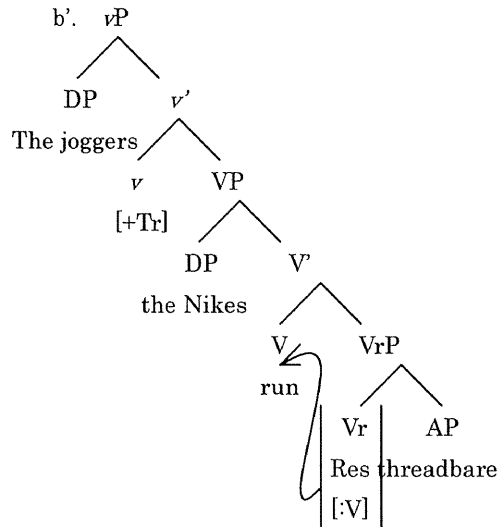 b’. vP
DP v’
The joggers
v VP
[+Tr]
DP V’
the Nikes
V VrP
run
Vr AP
Res threadbare
[:V]